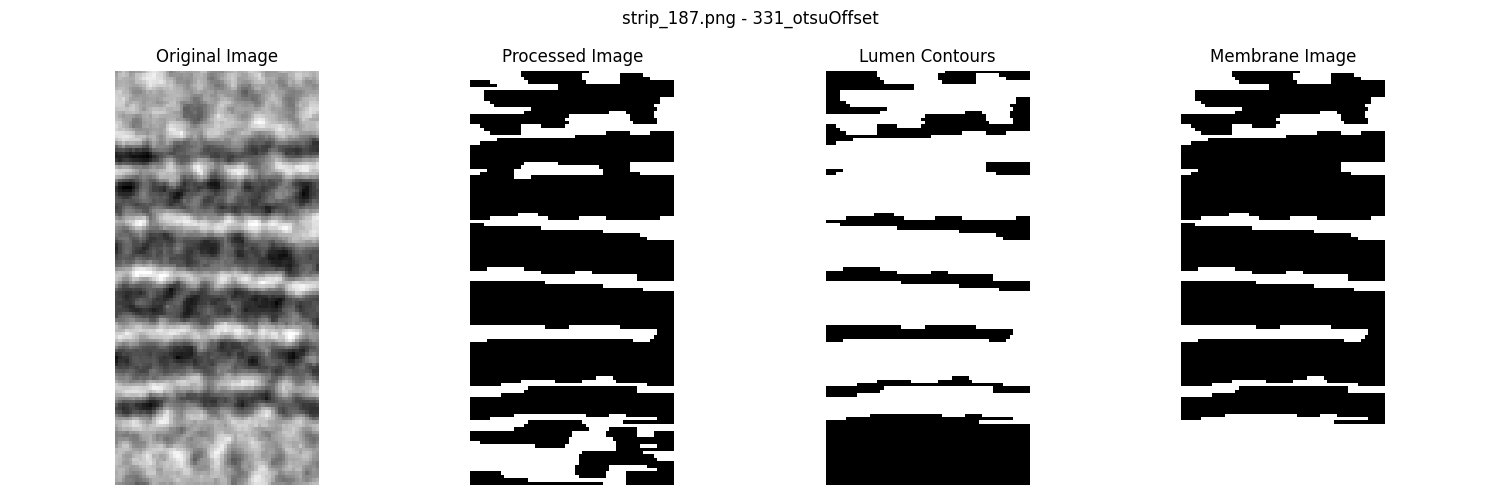 strip_187.png - 331_otsuOffset
Original Image
Processed Image
Lumen Contours
Membrane Image